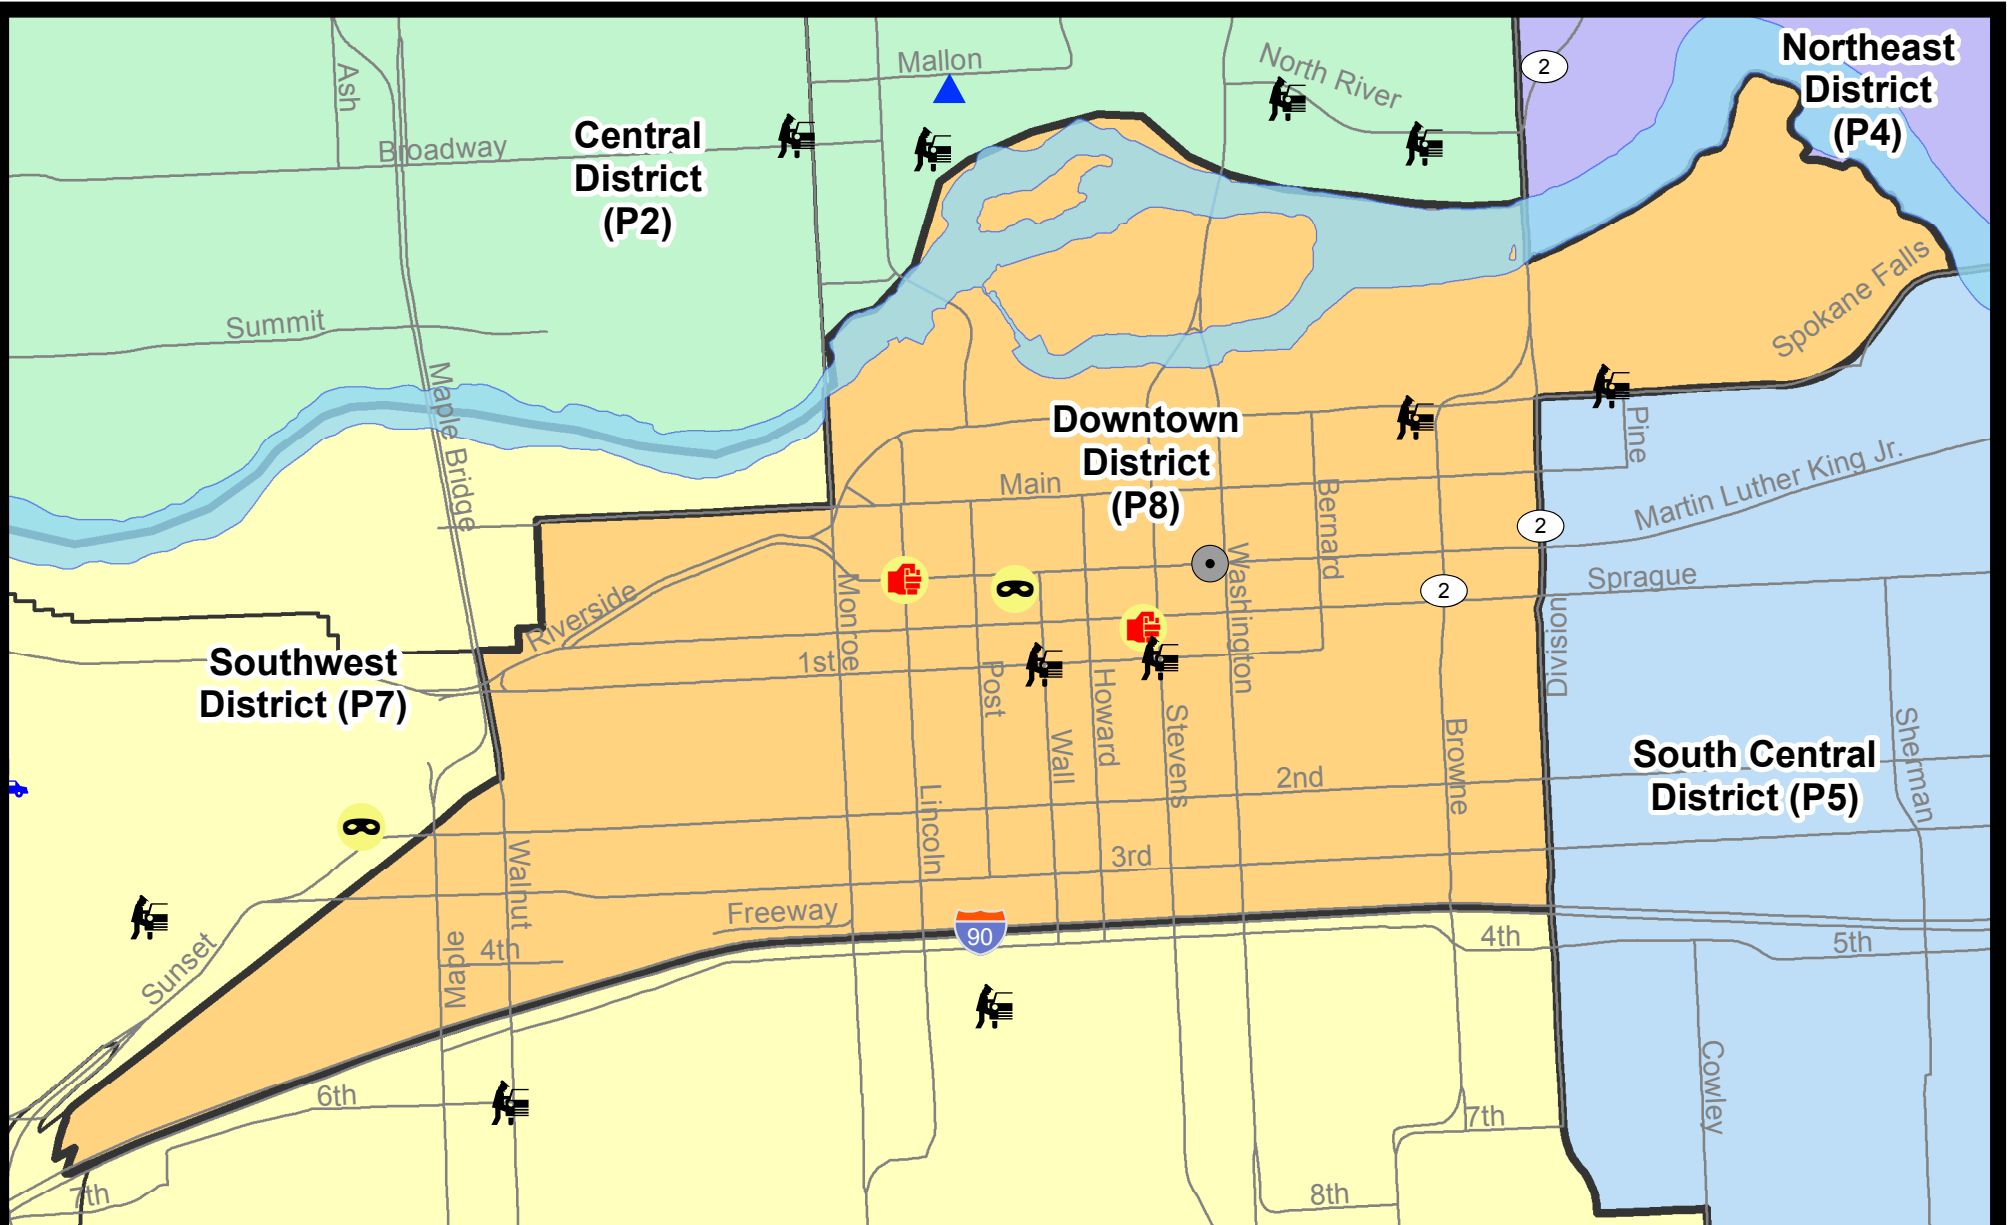 Northeast
District
(P4)
2
Mallon
North River
Ash
Central
District
(P2)
Broadway
Spokane Falls
Summit
Maple Bridge
Downtown
District
(P8)
Pine
Martin Luther King Jr.
Main
Bernard
2
Washington
Sprague
2
Monroe
Riverside
Division
1st
Southwest
District (P7)
Post
Howard
Stevens
Wall
Browne
Sherman
South Central
District (P5)
2nd
Lincoln
3rd
Walnut
Freeway
90
4th
5th
4th
Maple
Sunset
6th
Cowley
7th
7th
8th